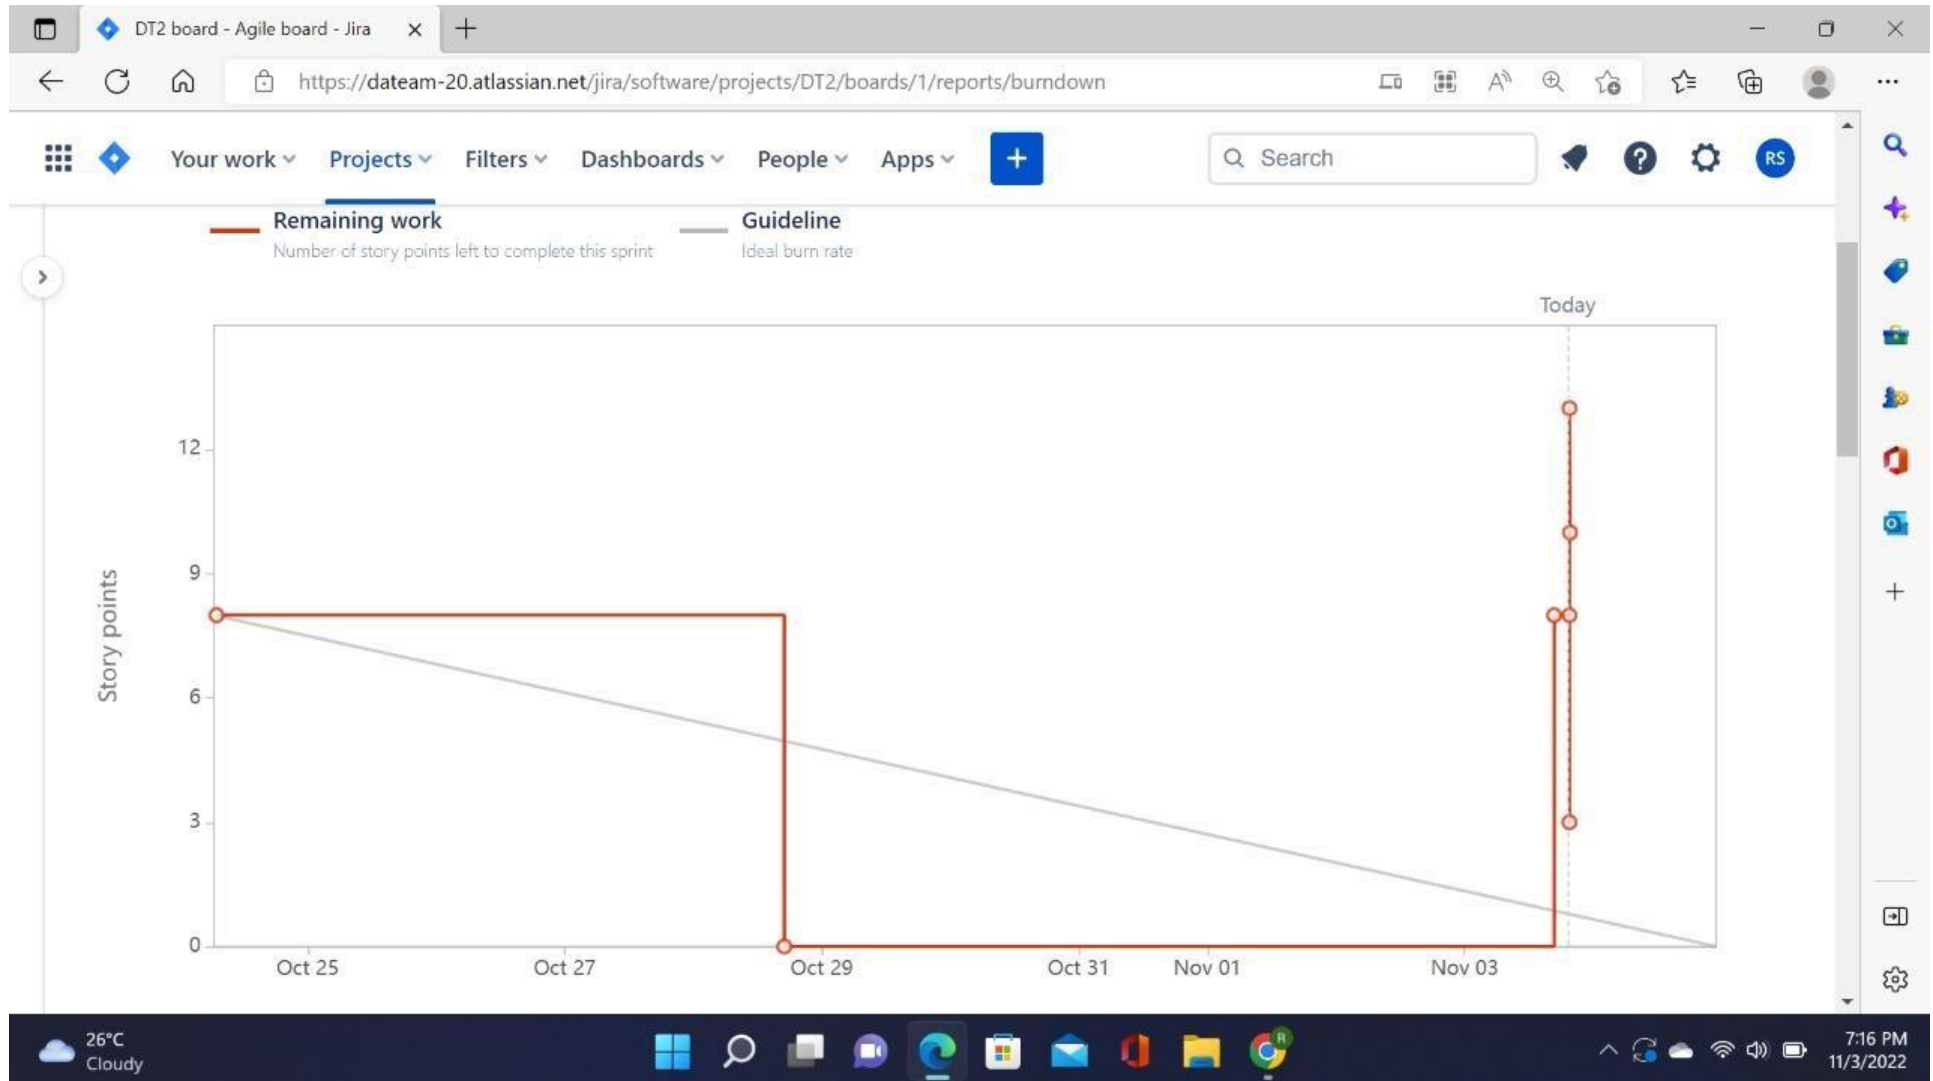 DT2 board - Agile board - Jira
https://dateam-20.atlassian.net/jira/software/projects/DT2/boards/1/reports/burndown
Your work Projects Filters Dashboards People Apps + Search RS
Remaining work
Number of story points left to complete this sprint
Guideline
Ideal burn rate
Today
12
9
6
3
0
Story points
Oct 25 Oct 27 Oct 29 Oct 31 Nov 01 Nov 03
26°C
Cloudy
R
7:16 PM
11/3/2022